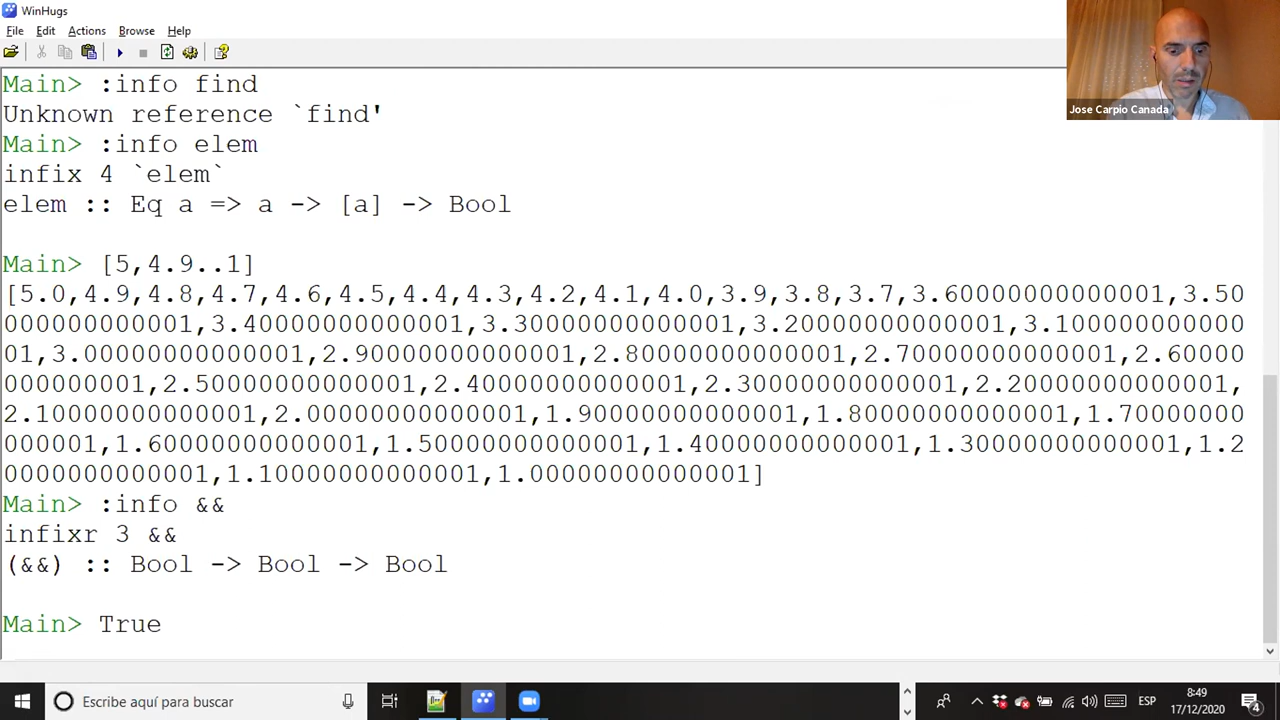 WinHugs
File Edit Actions Browse Help
Main> :info find
Unknown reference `find'
Main> :info elem
infix 4 `elem`
elem :: Eq a => a -> [a] -> Bool
Main> [5,4.9..1]
[5.0,4.9,4.8,4.7,4.6,4.5,4.4,4.3,4.2,4.1,4.0,3.9,3.8,3.7,3.60000000000001,3.50
000000000001,3.40000000000001,3.30000000000001,3.20000000000001,3.100000000000
01,3.00000000000001,2.90000000000001,2.80000000000001,2.70000000000001,2.60000
000000001,2.50000000000001,2.40000000000001,2.30000000000001,2.20000000000001,
2.10000000000001,2.00000000000001,1.90000000000001,1.80000000000001,1.70000000
000001,1.60000000000001,1.50000000000001,1.40000000000001,1.30000000000001,1.2
0000000000001,1.10000000000001,1.00000000000001]
Main> :info &&
infixr 3 &&
(&&) :: Bool -> Bool -> Bool
Main> True
Jose Carpio Canada
Escribe aquí para buscar
ESP
8:49
17/12/2020
4